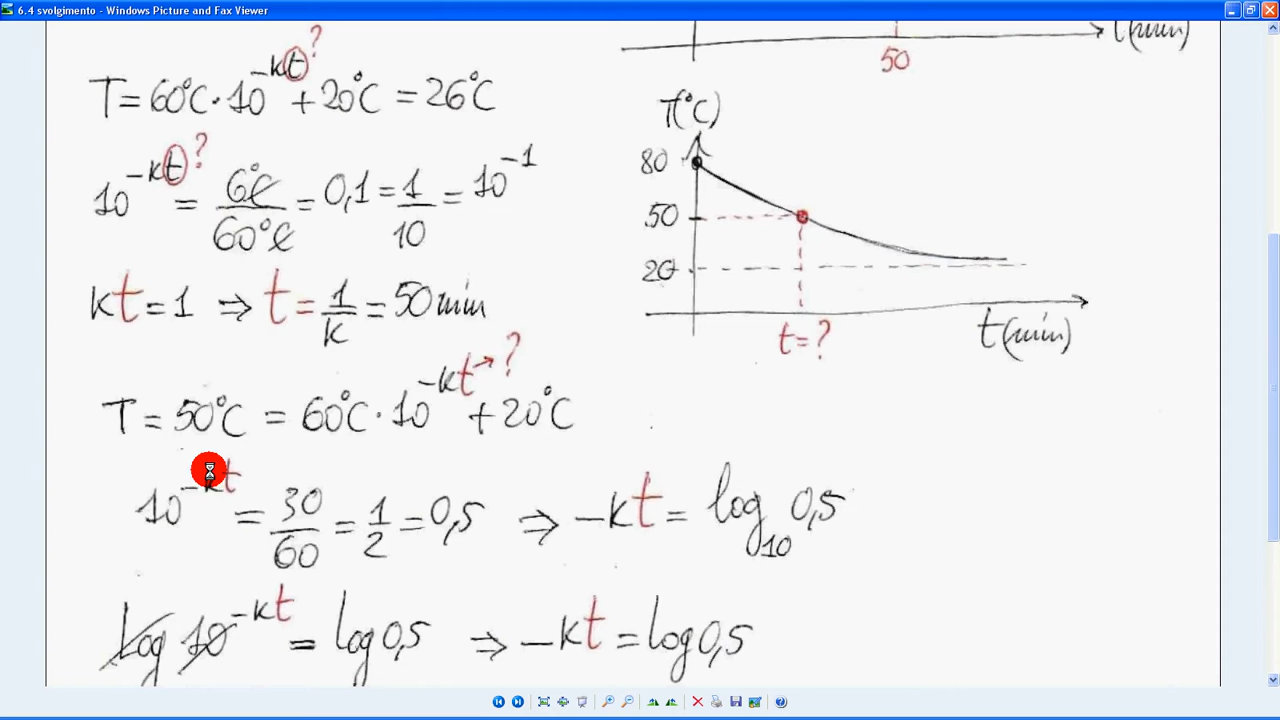 6.4 svolgimento - Windows Picture and Fax Viewer
t(min)
50
T = 60°C · 10^-kt + 20°C = 26°C
?
10^-kt = 6°C/60°C = 0,1 = 1/10 = 10^-1
?
kt = 1 ⇒ t = 1/k = 50 min
T = 50°C = 60°C · 10^-kt → ? + 20°C
10^-kt = 30/60 = 1/2 = 0,5 ⇒ -kt = log_10 0,5
log 10^-kt = log 0,5 ⇒ -kt = log 0,5
T(°C)
80
50
20
t=?
t(min)